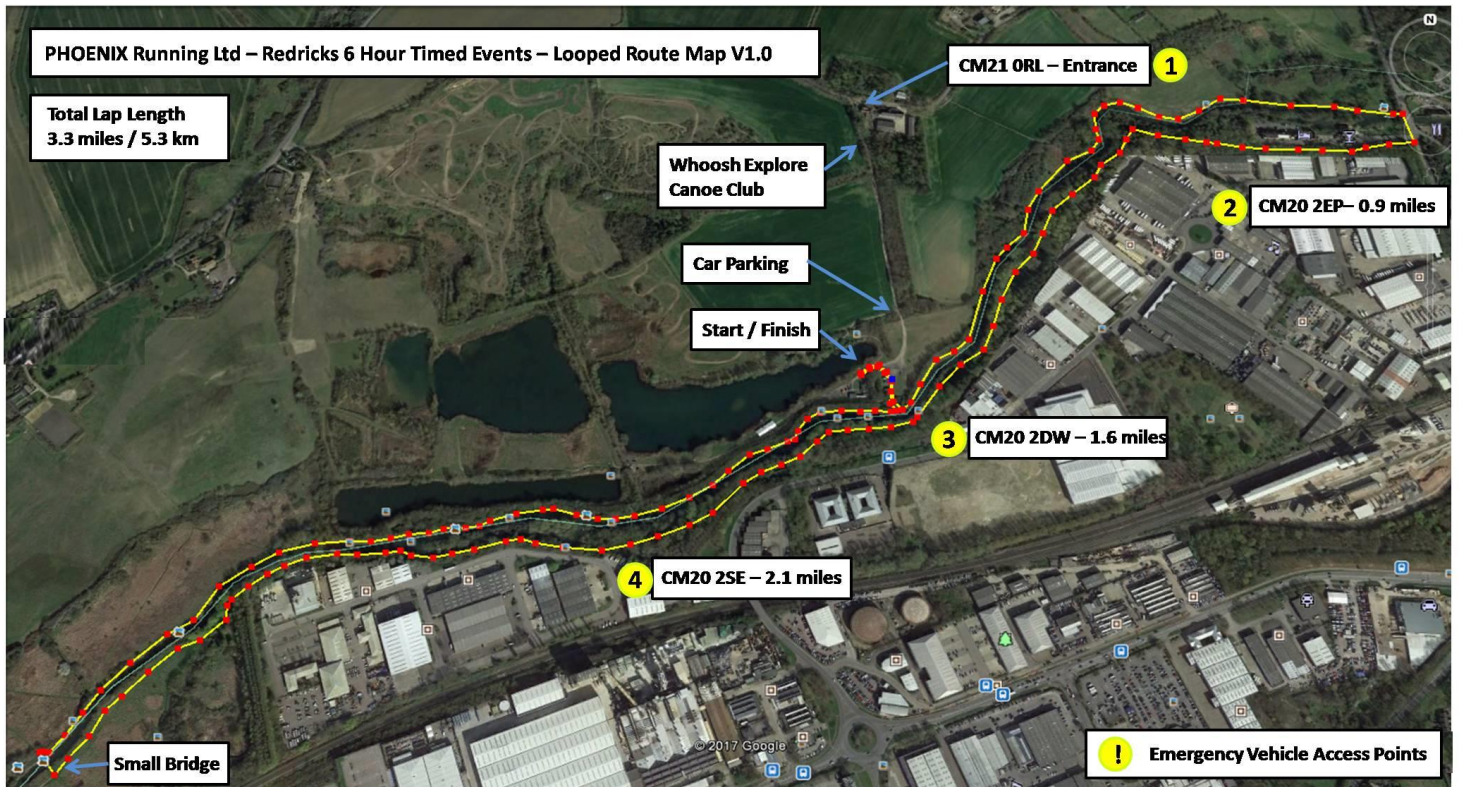 PHOENIX Running Ltd – Redricks 6 Hour Timed Events – Looped Route Map V1.0
Total Lap Length
3.3 miles / 5.3 km
CM21 0RL – Entrance
1
Whoosh Explore
Canoe Club
2
CM20 2EP– 0.9 miles
Car Parking
Start / Finish
3
CM20 2DW – 1.6 miles
4
CM20 2SE – 2.1 miles
Small Bridge
© 2017 Google
! Emergency Vehicle Access Points
N